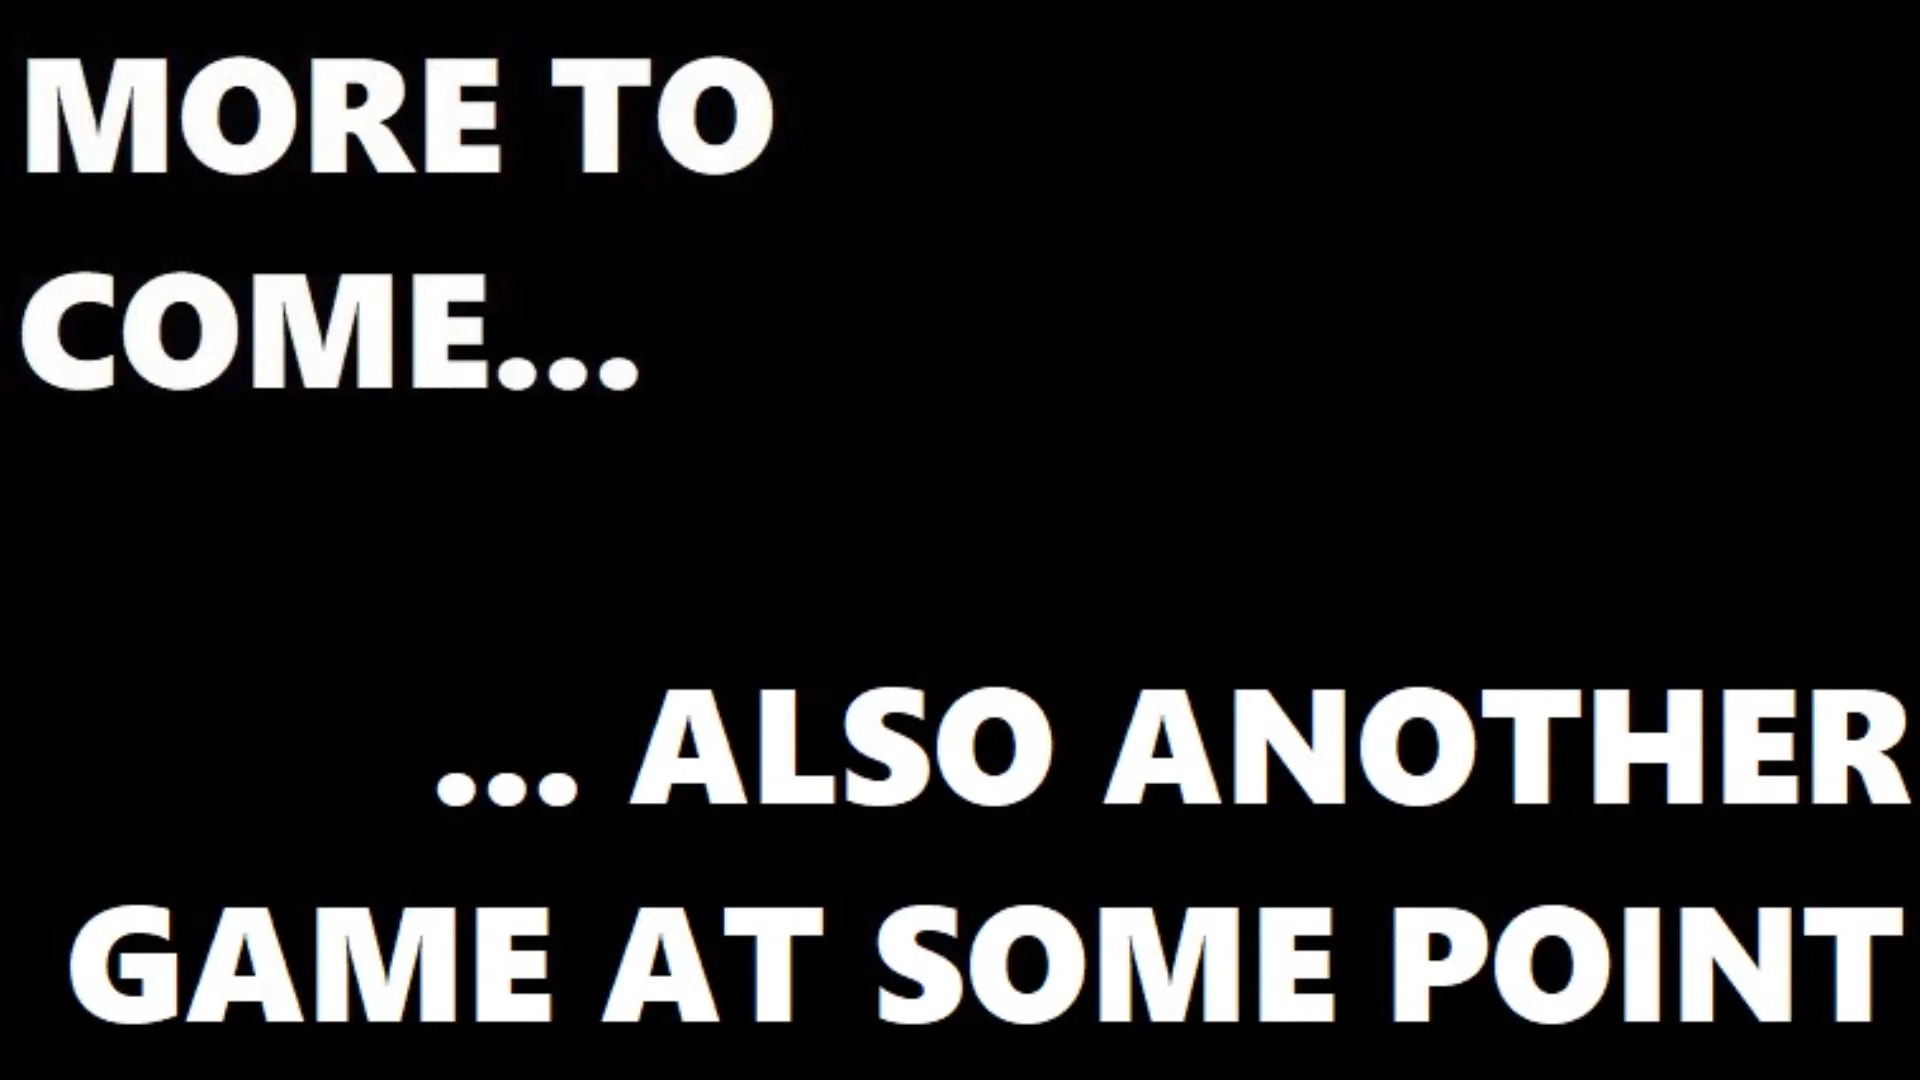 MORE TO
COME...
... ALSO ANOTHER
GAME AT SOME POINT